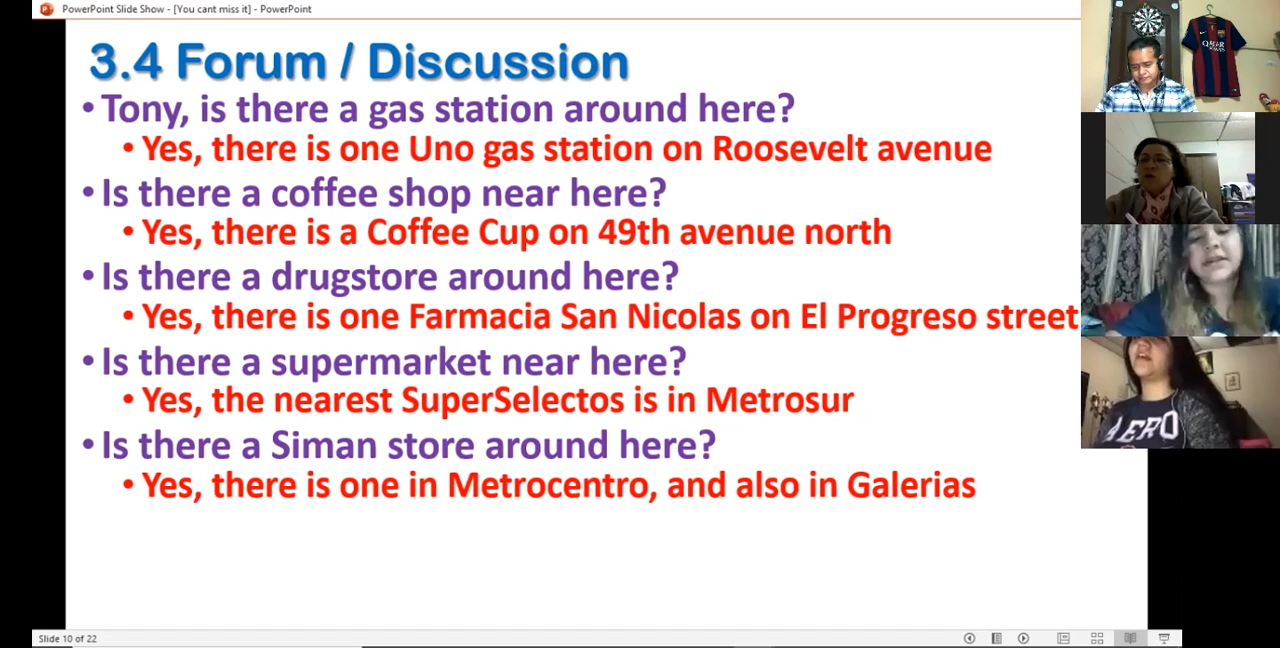 PowerPoint Slide Show - [You cant miss it] - PowerPoint
3.4 Forum / Discussion
• Tony, is there a gas station around here?
• Yes, there is one Uno gas station on Roosevelt avenue
• Is there a coffee shop near here?
• Yes, there is a Coffee Cup on 49th avenue north
• Is there a drugstore around here?
• Yes, there is one Farmacia San Nicolas on El Progreso street
• Is there a supermarket near here?
• Yes, the nearest SuperSelectos is in Metrosur
• Is there a Siman store around here?
• Yes, there is one in Metrocentro, and also in Galerias
QATAR
AERO
Slide 10 of 22